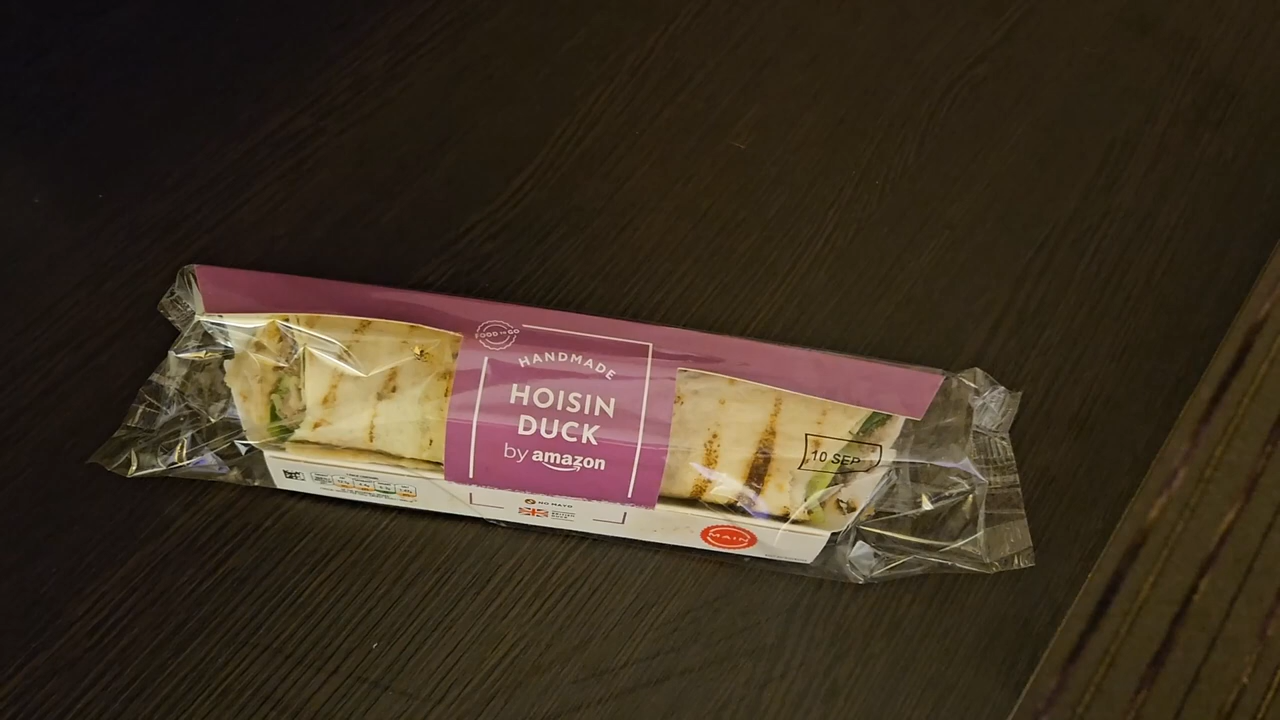 FOOD TO GO
HANDMADE
HOISIN
DUCK
by amazon
10 SEP
NO MAYO
BRITISH
MAIN